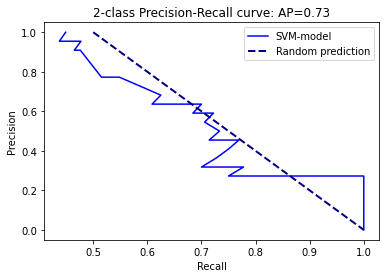 2-class Precision-Recall curve: AP=0.73
SVM-model
Random prediction
Precision
1.0
0.8
0.6
0.4
0.2
0.0
0.5
0.6
0.7
0.8
0.9
1.0
Recall